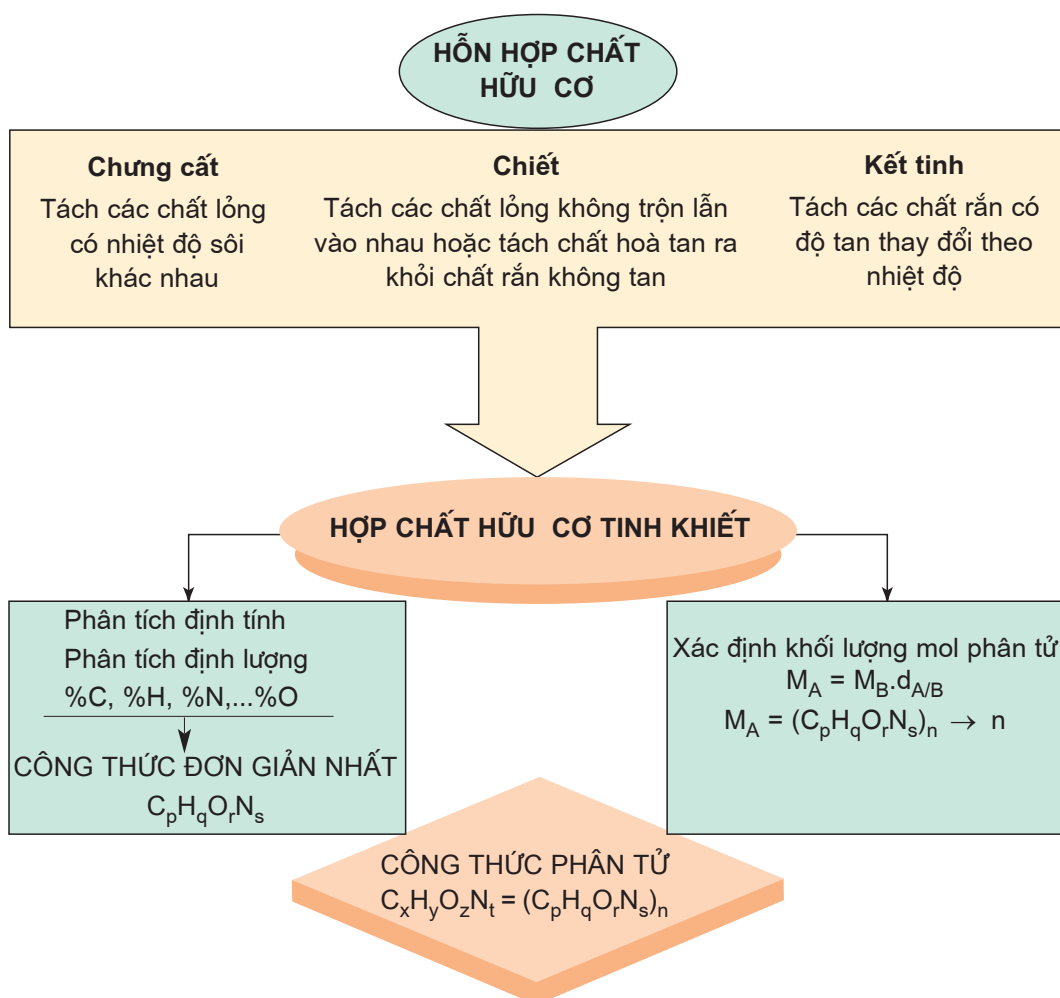 HỖN HỢP CHẤT
HỮU CƠ
Chưng cất
Tách các chất lỏng
có nhiệt độ sôi
khác nhau
Chiết
Tách các chất lỏng không trộn lẫn
vào nhau hoặc tách chất hoà tan ra
khỏi chất rắn không tan
Kết tinh
Tách các chất rắn có
độ tan thay đổi theo
nhiệt độ
HỢP CHẤT HỮU CƠ TINH KHIẾT
Phân tích định tính
Phân tích định lượng
%C, %H, %N,...%O
CÔNG THỨC ĐƠN GIẢN NHẤT
CpHqOrNs
Xác định khối lượng mol phân tử
M_A = M_B.d_A/B
M_A = (CpHqOrNs)n → n
CÔNG THỨC PHÂN TỬ
CxHyOzNt = (CpHqOrNs)n